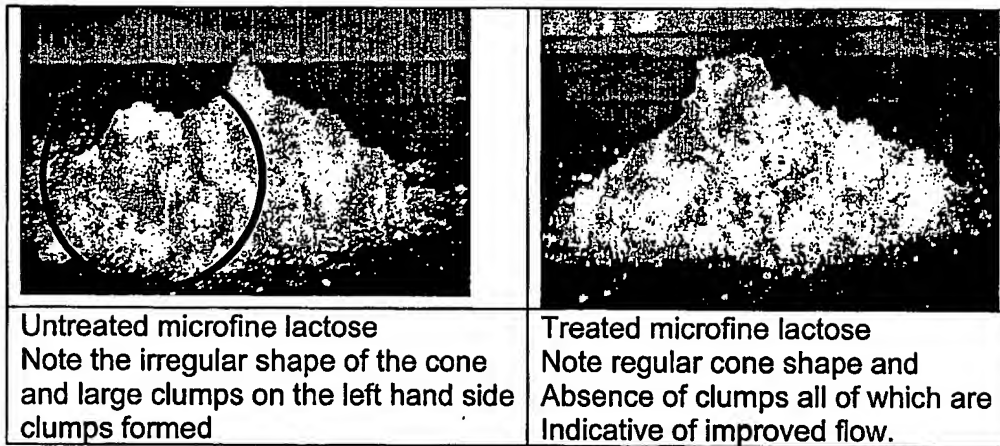 Untreated microfine lactose
Note the irregular shape of the cone
and large clumps on the left hand side
clumps formed
Treated microfine lactose
Note regular cone shape and
Absence of clumps all of which are
Indicative of improved flow.